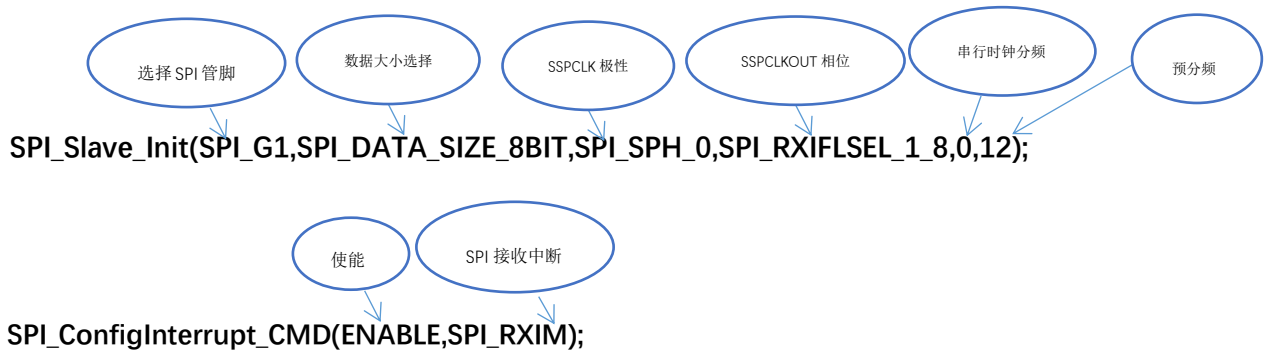 选择 SPI 管脚
数据大小选择
SSPCLK 极性
SSPCLKOUT 相位
串行时钟分频
预分频
SPI_Slave_Init(SPI_G1,SPI_DATA_SIZE_8BIT,SPI_SPH_0,SPI_RXIFLSEL_1_8,0,12);
使能
SPI 接收中断
SPI_ConfigInterrupt_CMD(ENABLE,SPI_RXIM);